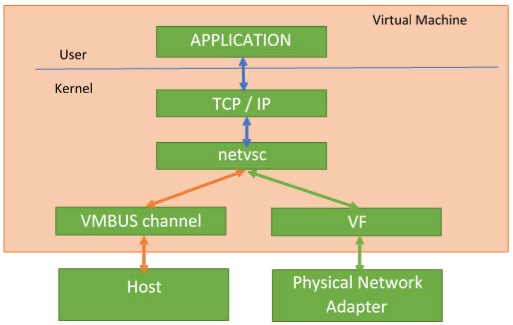 Virtual Machine
APPLICATION
User
Kernel
TCP / IP
netvsc
VMBUS channel
VF
Host
Physical Network
Adapter